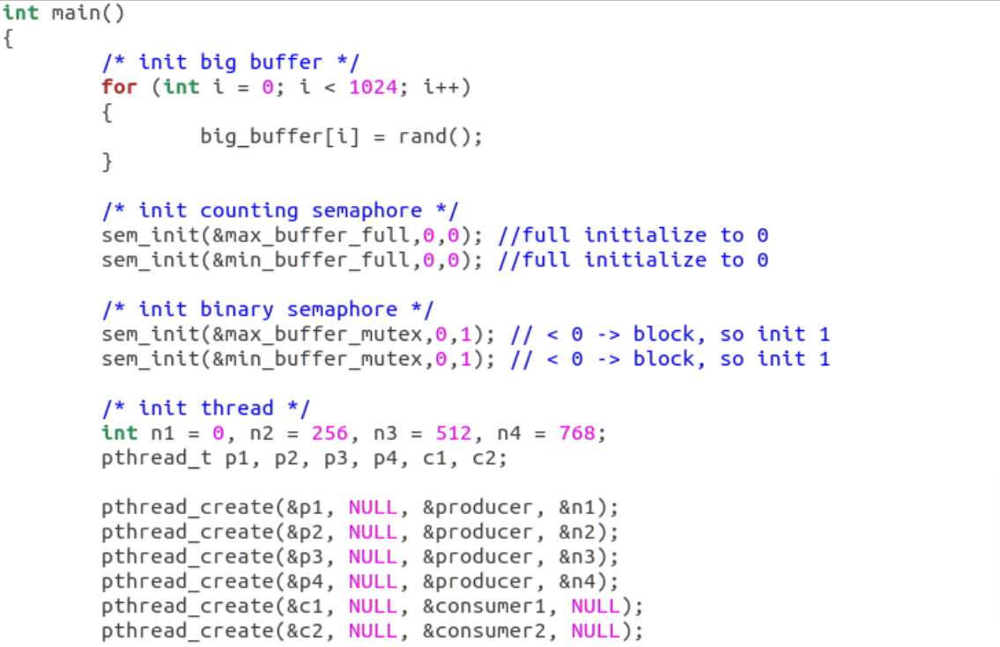 int main()
{
        /* init big buffer */
        for (int i = 0; i < 1024; i++)
        {
                big_buffer[i] = rand();
        }

        /* init counting semaphore */
        sem_init(&max_buffer_full,0,0); //full initialize to 0
        sem_init(&min_buffer_full,0,0); //full initialize to 0

        /* init binary semaphore */
        sem_init(&max_buffer_mutex,0,1); // < 0 -> block, so init 1
        sem_init(&min_buffer_mutex,0,1); // < 0 -> block, so init 1

        /* init thread */
        int n1 = 0, n2 = 256, n3 = 512, n4 = 768;
        pthread_t p1, p2, p3, p4, c1, c2;

        pthread_create(&p1, NULL, &producer, &n1);
        pthread_create(&p2, NULL, &producer, &n2);
        pthread_create(&p3, NULL, &producer, &n3);
        pthread_create(&p4, NULL, &producer, &n4);
        pthread_create(&c1, NULL, &consumer1, NULL);
        pthread_create(&c2, NULL, &consumer2, NULL);